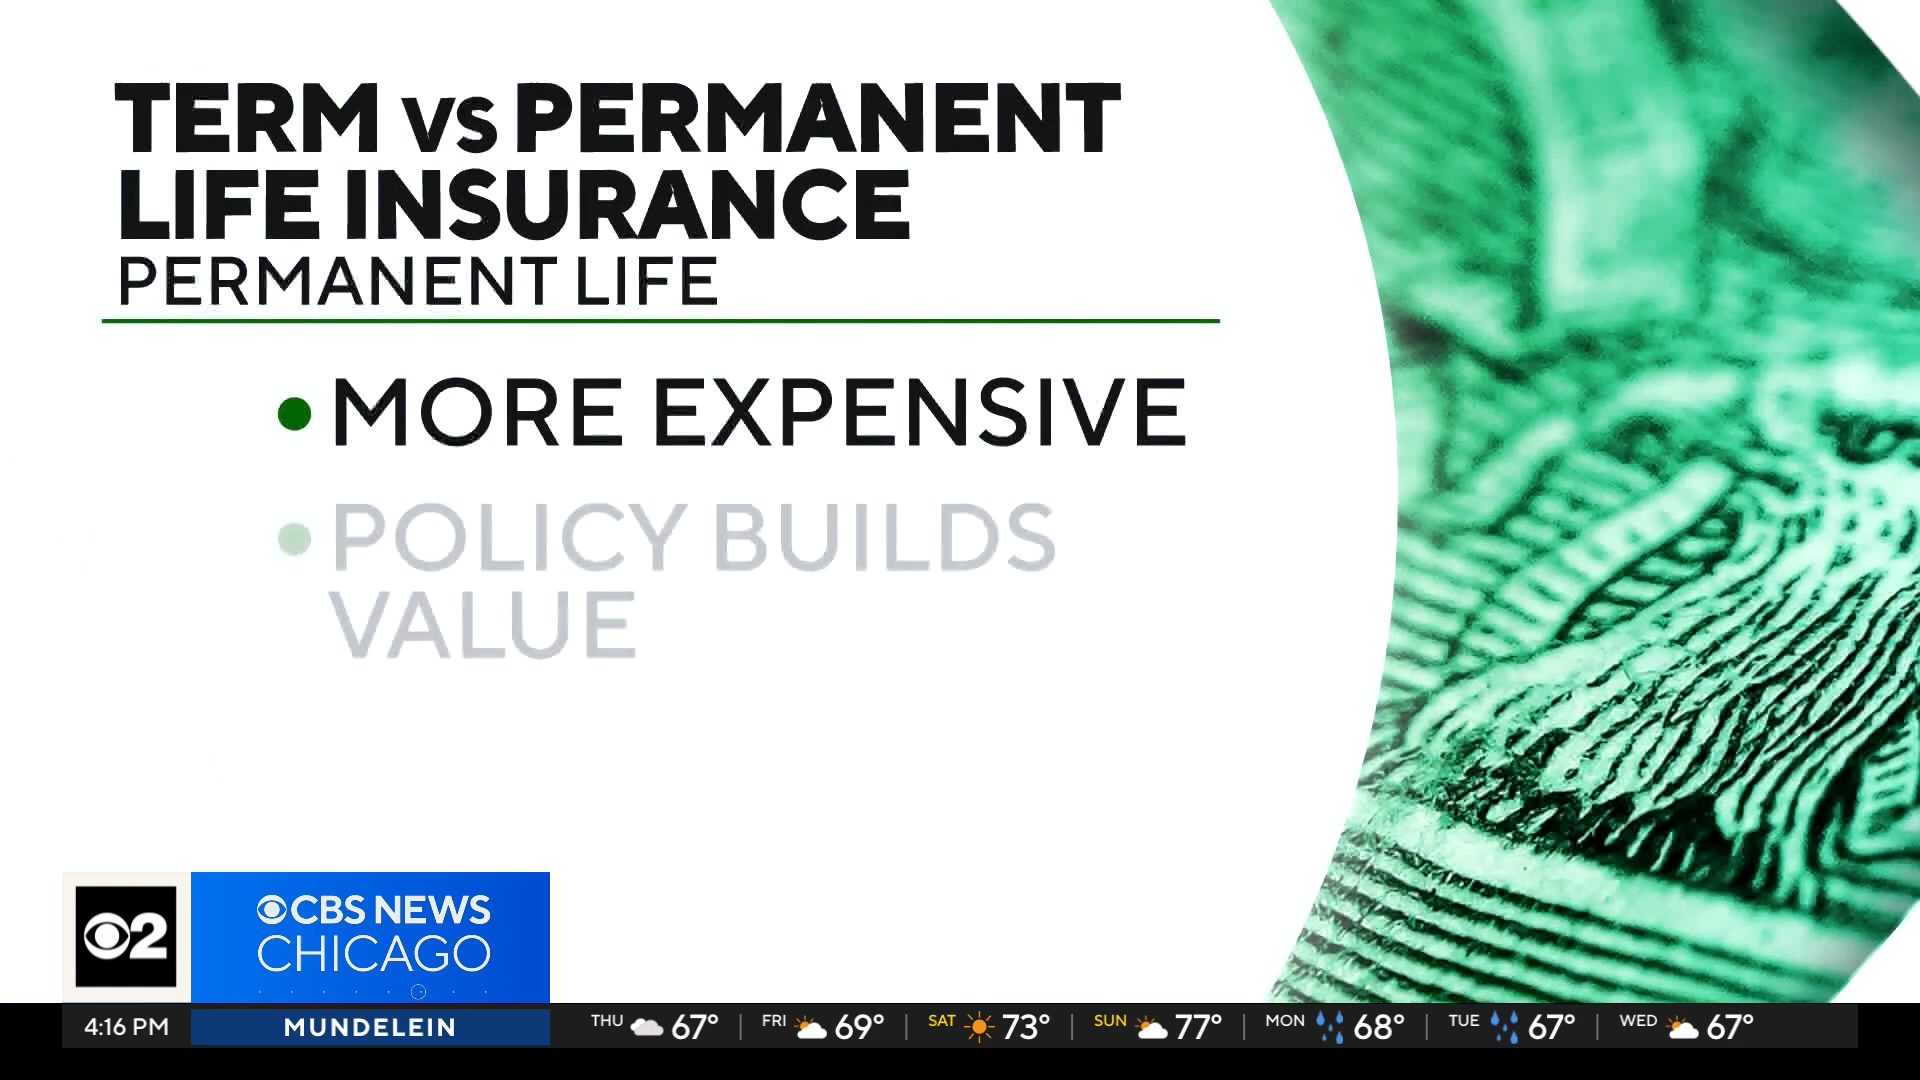 TERM VS PERMANENT
LIFE INSURANCE
PERMANENT LIFE
• MORE EXPENSIVE
• POLICY BUILDS
VALUE
2
CBS NEWS
CHICAGO
4:16 PM
MUNDELEIN
THU 67° | FRI 69° | SAT 73° | SUN 77° | MON 68° | TUE 67° | WED 67°